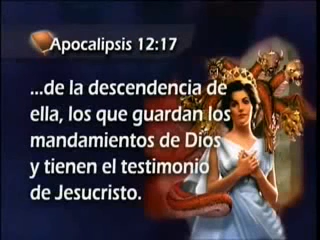 Apocalipsis 12:17
...de la descendencia de
ella, los que guardan los
mandamientos de Dios
y tienen el testimonio
de Jesucristo.